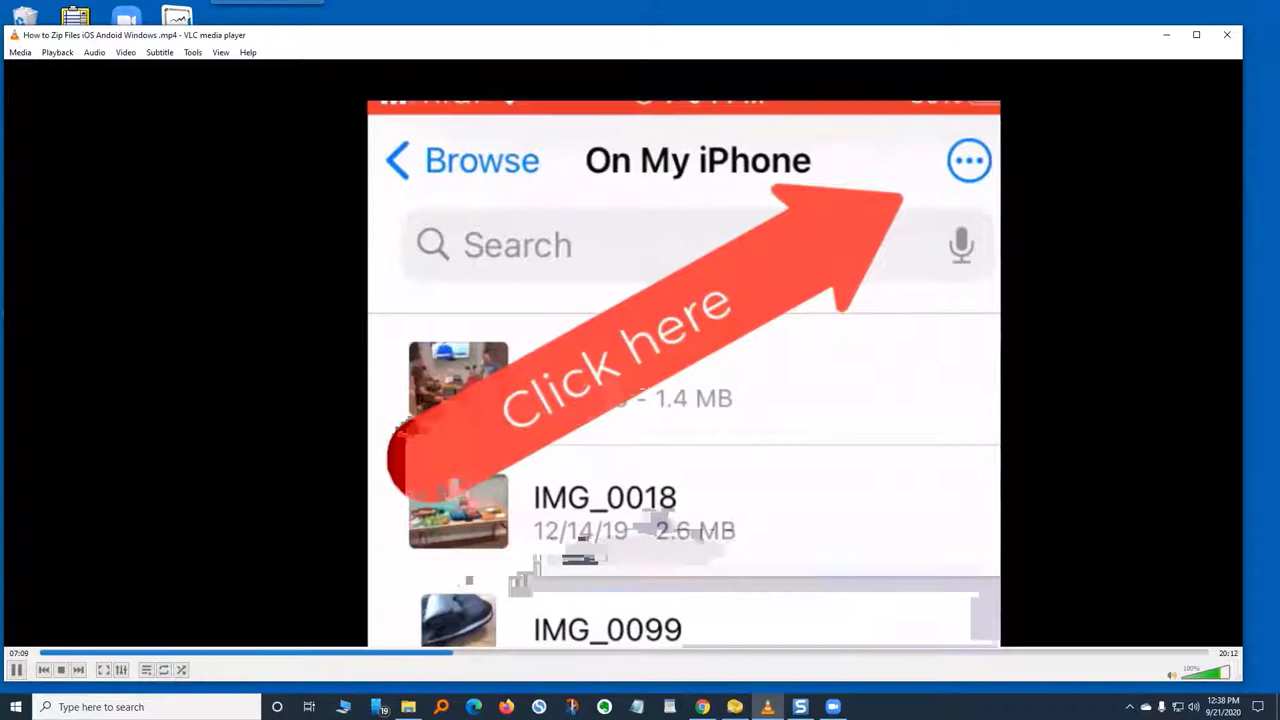 How to Zip Files iOS Andoid Windows .mp4 - VLC media player
Media Playback Audio Video Subtitle Tools View Help
Browse On My iPhone
Search
Click here
- 1.4 MB
IMG_0018
12/14/19 2.6 MB
IMG_0099
07:09 20:12
100%
Type here to search 19 12:38 PM
9/21/2020